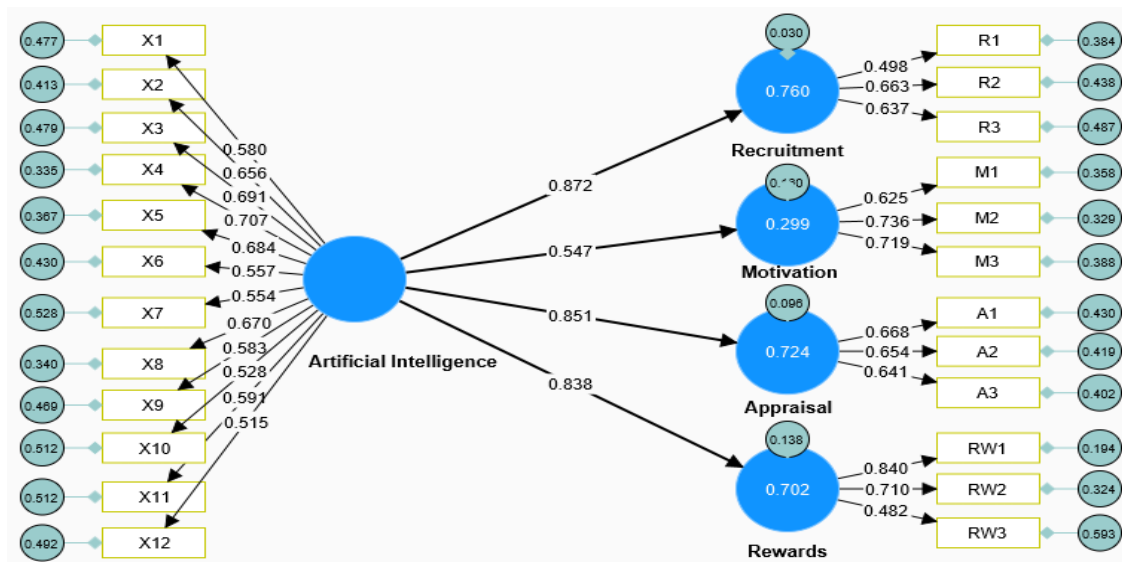 0.477 X1
0.413 X2
0.479 X3
0.335 X4
0.367 X5
0.430 X6
0.528 X7
0.340 X8
0.469 X9
0.512 X10
0.512 X11
0.492 X12
0.580
0.656
0.691
0.707
0.684
0.557
0.554
0.670
0.583
0.528
0.591
0.515
Artificial Intelligence
0.872
0.547
0.851
0.838
0.030
0.760
Recruitment
0.299
Motivation
0.096
0.724
Appraisal
0.138
0.702
Rewards
0.498 R1 0.384
0.663 R2 0.438
0.637 R3 0.487
0.625 M1 0.358
0.736 M2 0.329
0.719 M3 0.388
0.668 A1 0.430
0.654 A2 0.419
0.641 A3 0.402
0.840 RW1 0.194
0.710 RW2 0.324
0.482 RW3 0.593